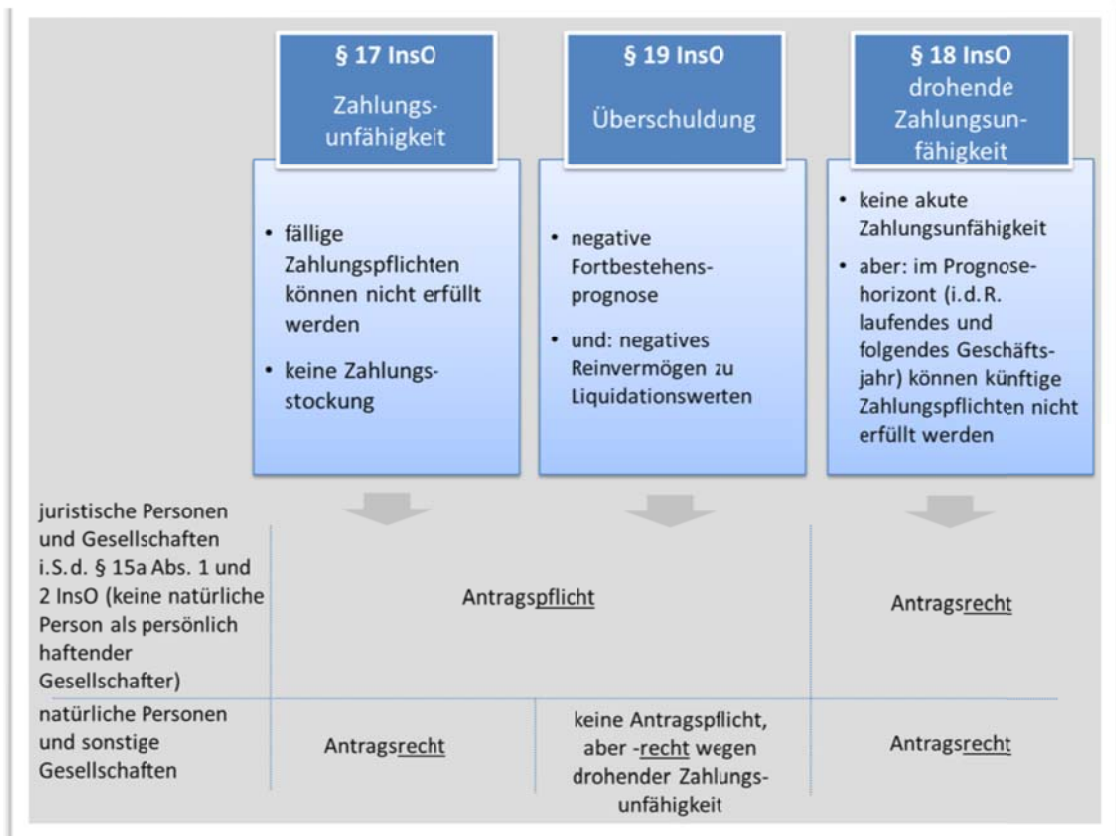 § 17 InsO
Zahlungs-
unfähigkeit
• fällige
Zahlungspflichten
können nicht erfüllt
werden
• keine Zahlungs-
stockung
§ 19 InsO
Überschuldung
• negative
Fortbestehens-
prognose
• und: negatives
Reinvermögen zu
Liquidationswerten
§ 18 InsO
drohende
Zahlungsun-
fähigkeit
• keine akute
Zahlungsunfähigkeit
• aber: im Prognose-
horizont (i.d.R.
laufendes und
folgendes Geschäfts-
jahr) können künftige
Zahlungspflichten nicht
erfüllt werden
juristische Personen
und Gesellschaften
i.S.d. § 15a Abs. 1 und
2 InsO (keine natürliche
Person als persönlich
haftender
Gesellschafter)
Antragspflicht
Antragsrecht
natürliche Personen
und sonstige
Gesellschaften
Antragsrecht
keine Antragspflicht,
aber -recht wegen
drohender Zahlungs-
unfähigkeit
Antragsrecht